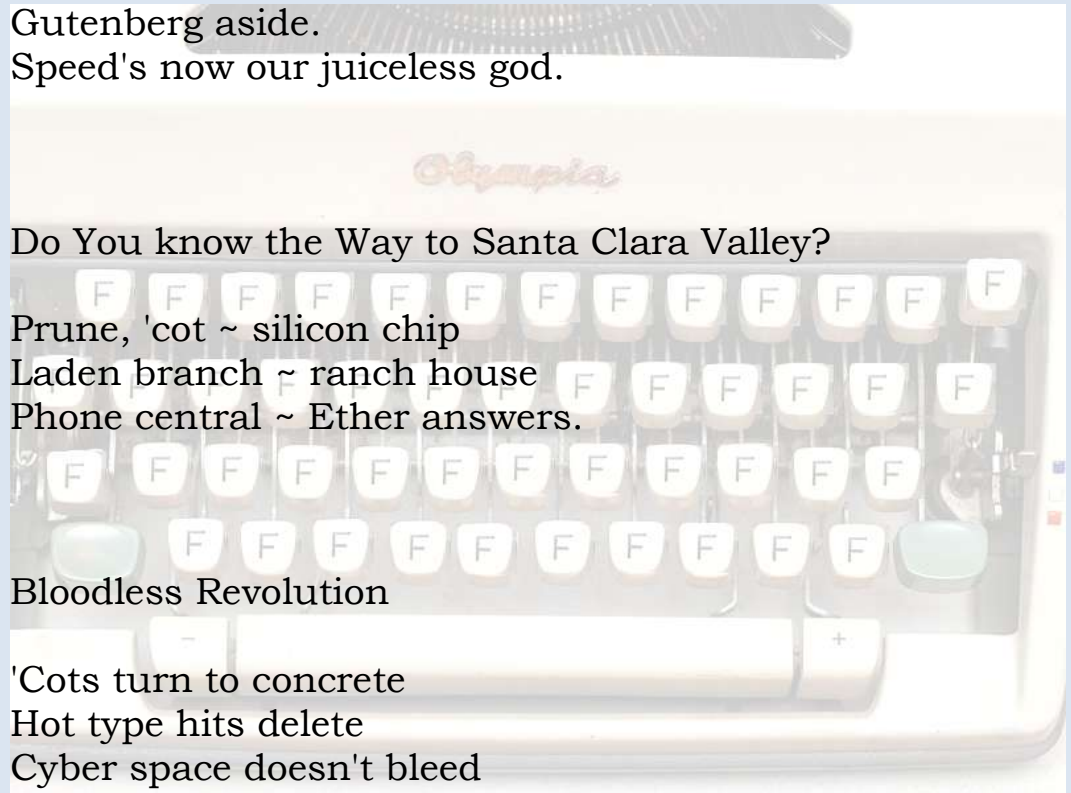 Gutenberg aside.
Speed's now our juiceless god.
Olympia
Do You know the Way to Santa Clara Valley?
F F F F F F F F F F F F F
Prune, 'cot ~ silicon chip
F F F F F F F F F F F F F
Laden branch ~ ranch house
Phone central ~ Ether answers.
F F F F F F F F F F F F
F F F F F F F F F F
Bloodless Revolution
- +
'Cots turn to concrete
Hot type hits delete
Cyber space doesn't bleed